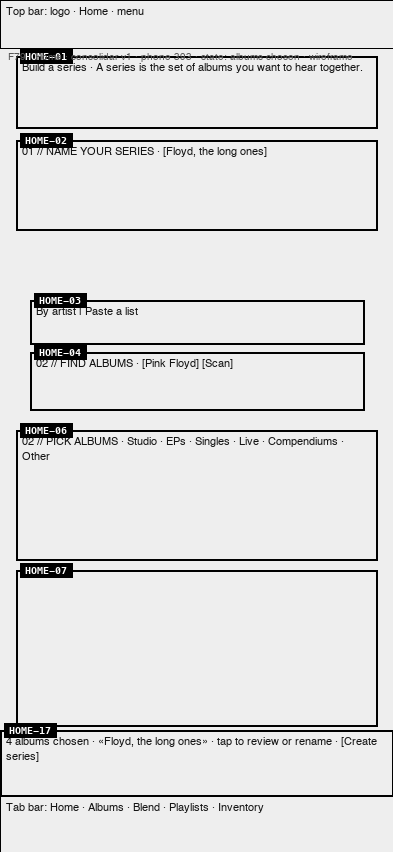 Top bar: logo · Home · menu
HOME-01
Build a series · A series is the set of albums you want to hear together.
HOME-02
01 // NAME YOUR SERIES · [Floyd, the long ones]
HOME-03
By artist | Paste a list
HOME-04
02 // FIND ALBUMS · [Pink Floyd] [Scan]
HOME-06
02 // PICK ALBUMS · Studio · EPs · Singles · Live · Compendiums ·
Other
HOME-07
HOME-17
4 albums chosen · «Floyd, the long ones» · tap to review or rename · [Create
series]
Tab bar: Home · Albums · Blend · Playlists · Inventory